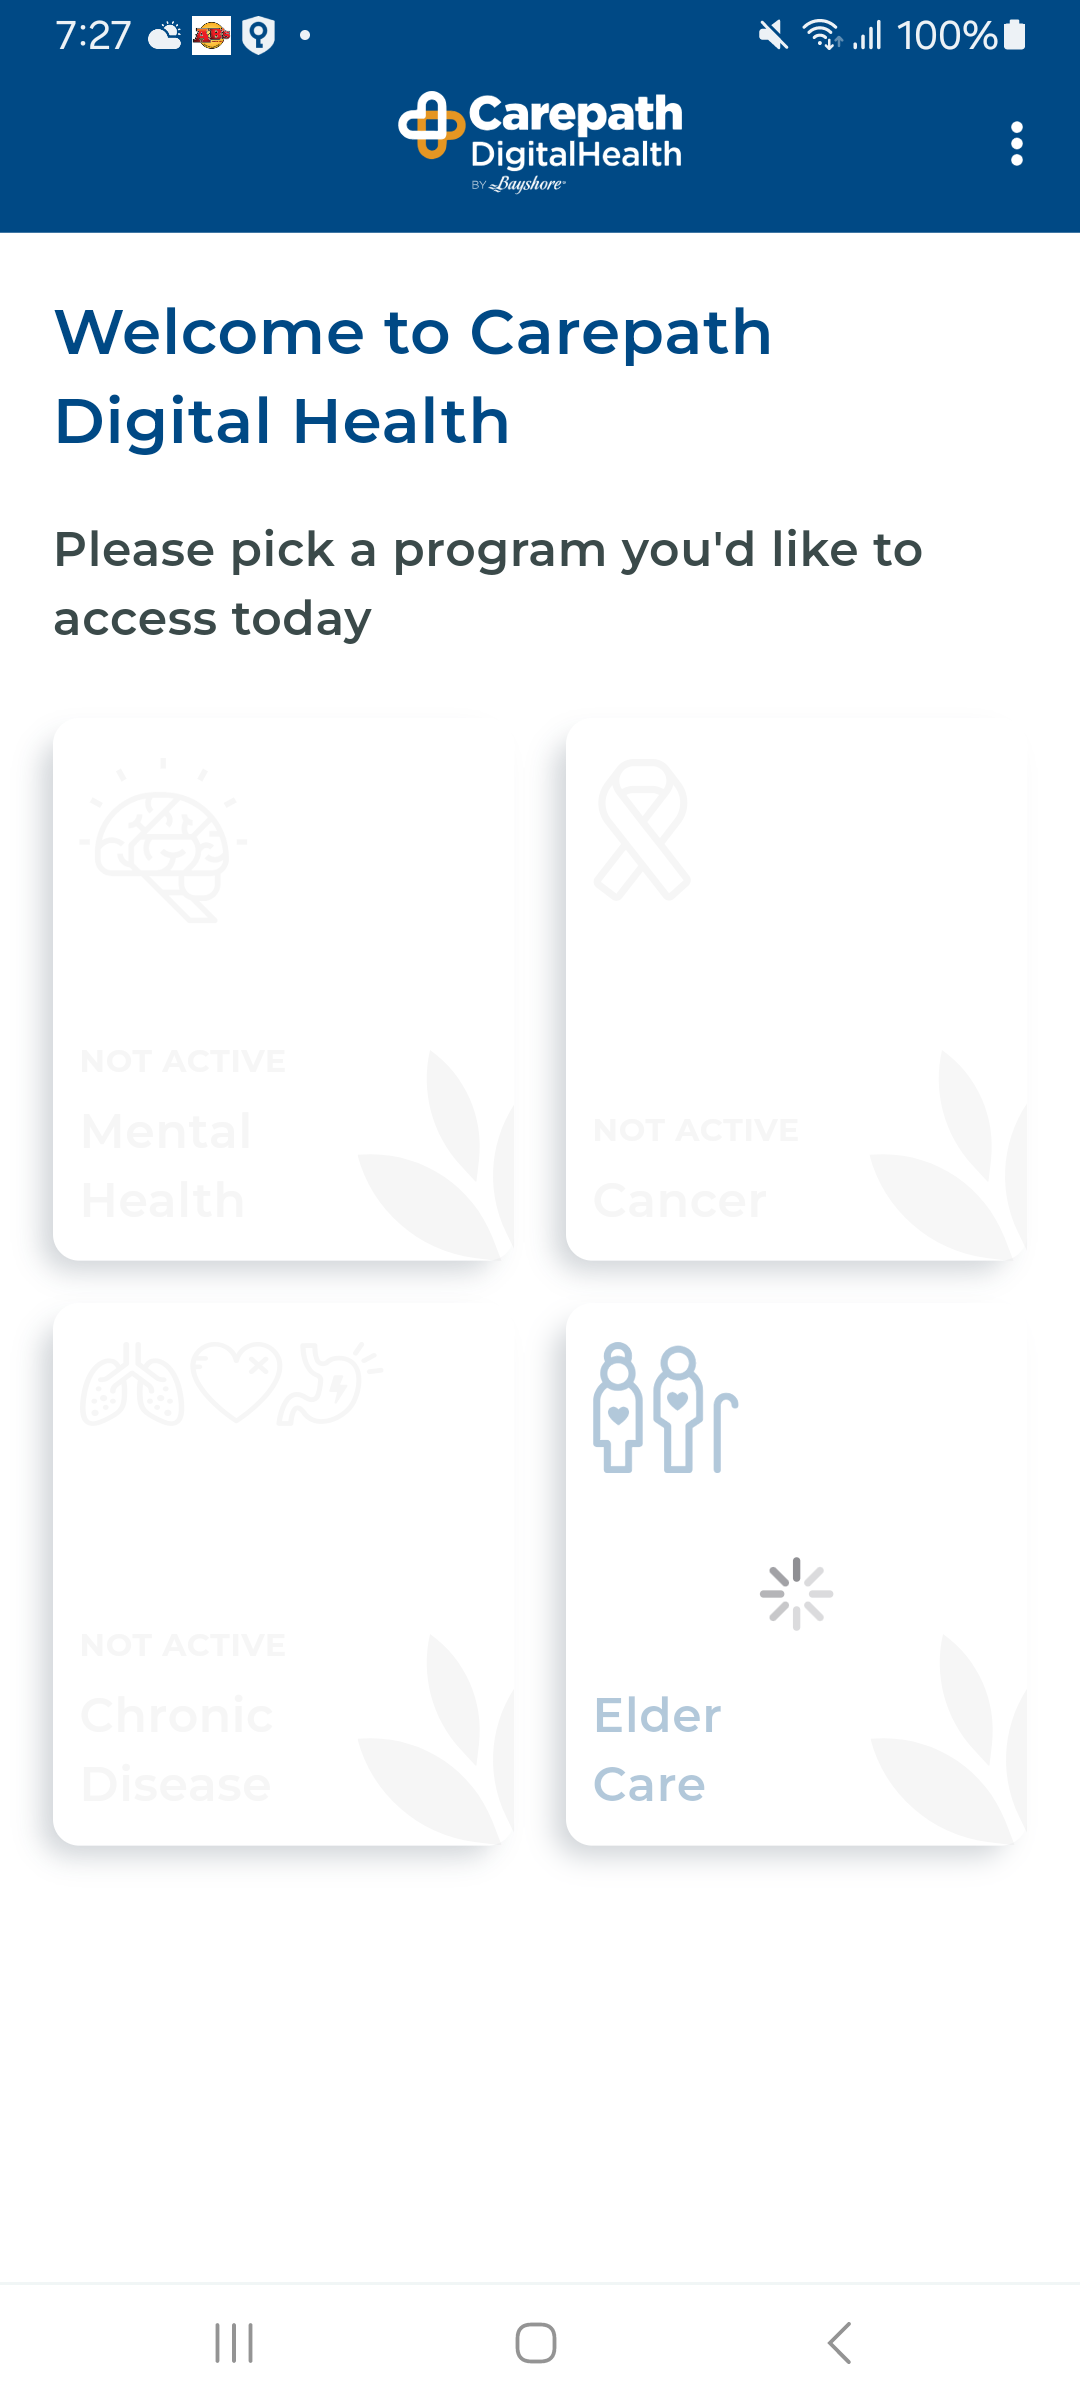 7:27
100%
Carepath
DigitalHealth
BY Bayshore
Welcome to Carepath
Digital Health
Please pick a program you'd like to
access today
NOT ACTIVE
Mental
Health
NOT ACTIVE
Cancer
NOT ACTIVE
Chronic
Disease
Elder
Care